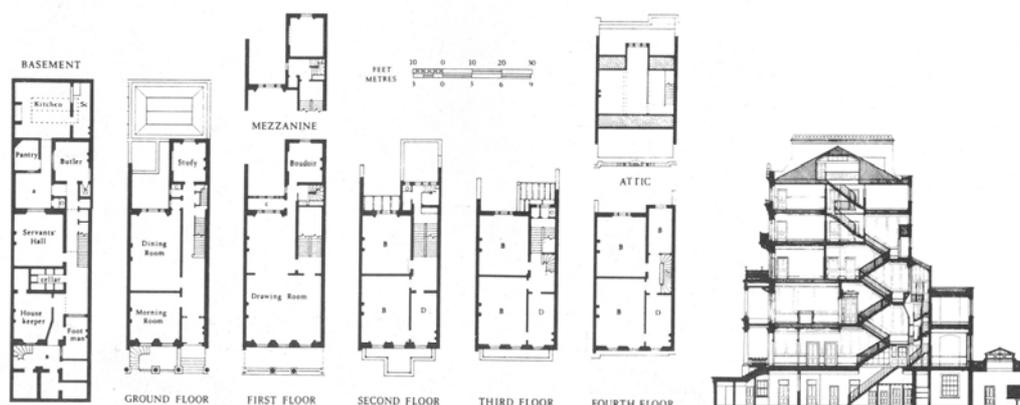 BASEMENT
Kitchen
Sc
Pantry
Butler
Servants'
Hall
cellar
House
keeper
Foot
man
Study
Dining
Room
Morning
Room
GROUND FLOOR
MEZZANINE
Boudoir
Drawing Room
FIRST FLOOR
FEET
METRES
10 0 10 20 30
3 0 3 6 9
B
B
D
SECOND FLOOR
B
B
D
THIRD FLOOR
ATTIC
B
B
B
D
FOURTH FLOOR